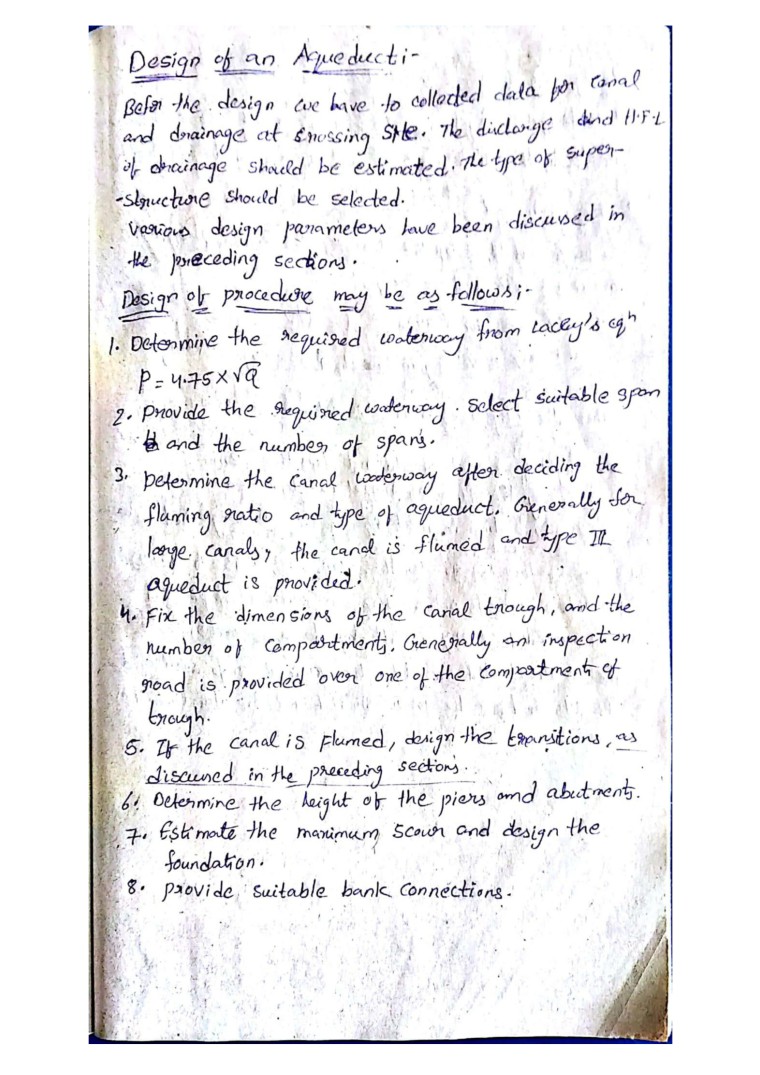 Design of an Aqueduct:-
Befor the design we have to collected data for canal
and drainage at crossing site. The discharge and H.F.L
of drainage should be estimated. The type of super-
-structure should be selected.
Various design parameters have been discussed in
the preceding sections.
Design of procedure may be as follows;-
1. Determine the required waterway from Lacey's eqn
P = 4.75 × √Q
2. Provide the required waterway. Select suitable span
and the number of spans.
3. Determine the canal waterway after deciding the
fluming ratio and type of aqueduct. Generally for
large canals, the canal is flumed and type III
aqueduct is provided.
4. Fix the dimensions of the canal trough, and the
number of compartments. Generally an inspection
road is provided over one of the compartment of
trough.
5. If the canal is Flumed, design the transitions, as
discussed in the preceding sections.
6. Determine the height of the piers and abutments.
7. Estimate the maximum scour and design the
foundation.
8. provide suitable bank connections.